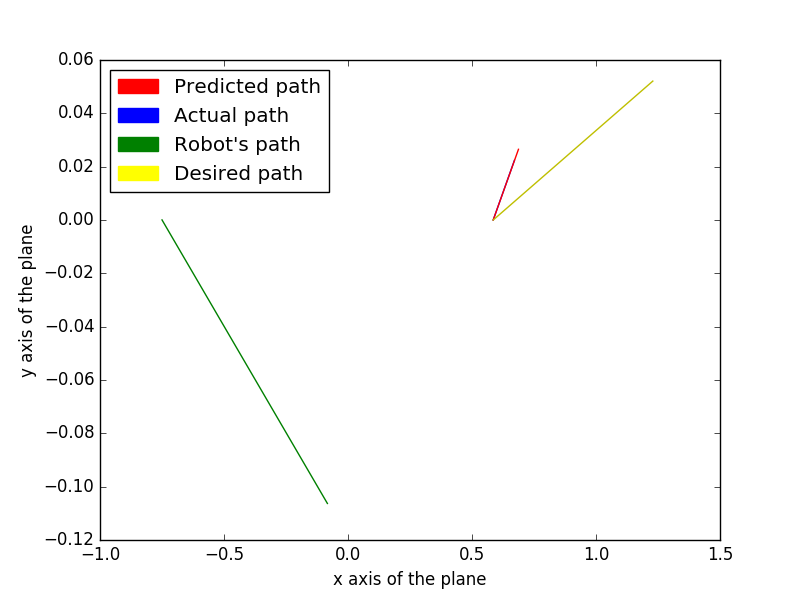 0.06
0.04
0.02
0.00
−0.02
−0.04
−0.06
−0.08
−0.10
−0.12
y axis of the plane
Predicted path
Actual path
Robot's path
Desired path
−1.0 −0.5 0.0 0.5 1.0 1.5
x axis of the plane